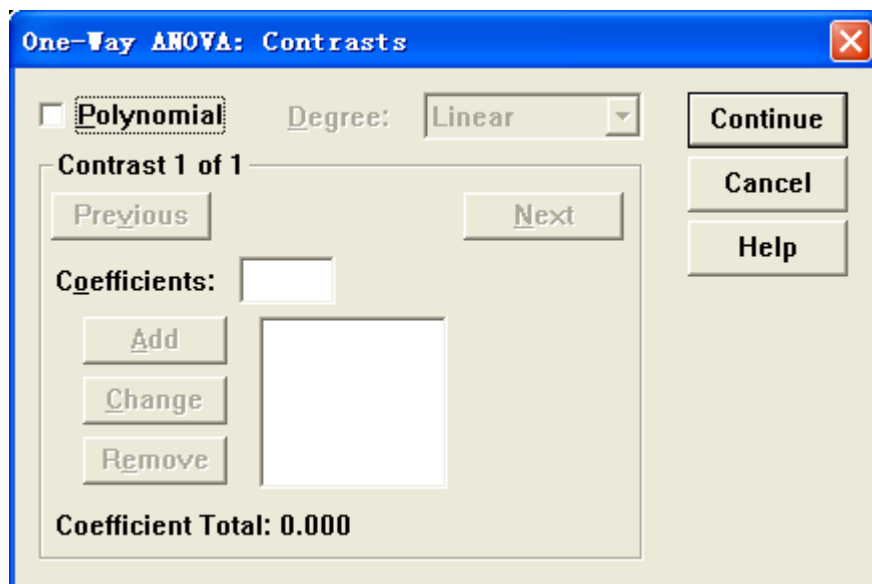 One-Way ANOVA: Contrasts
Polynomial
Degree:
Linear
Continue
Contrast 1 of 1
Cancel
Previous
Next
Help
Coefficients:
Add
Change
Remove
Coefficient Total: 0.000